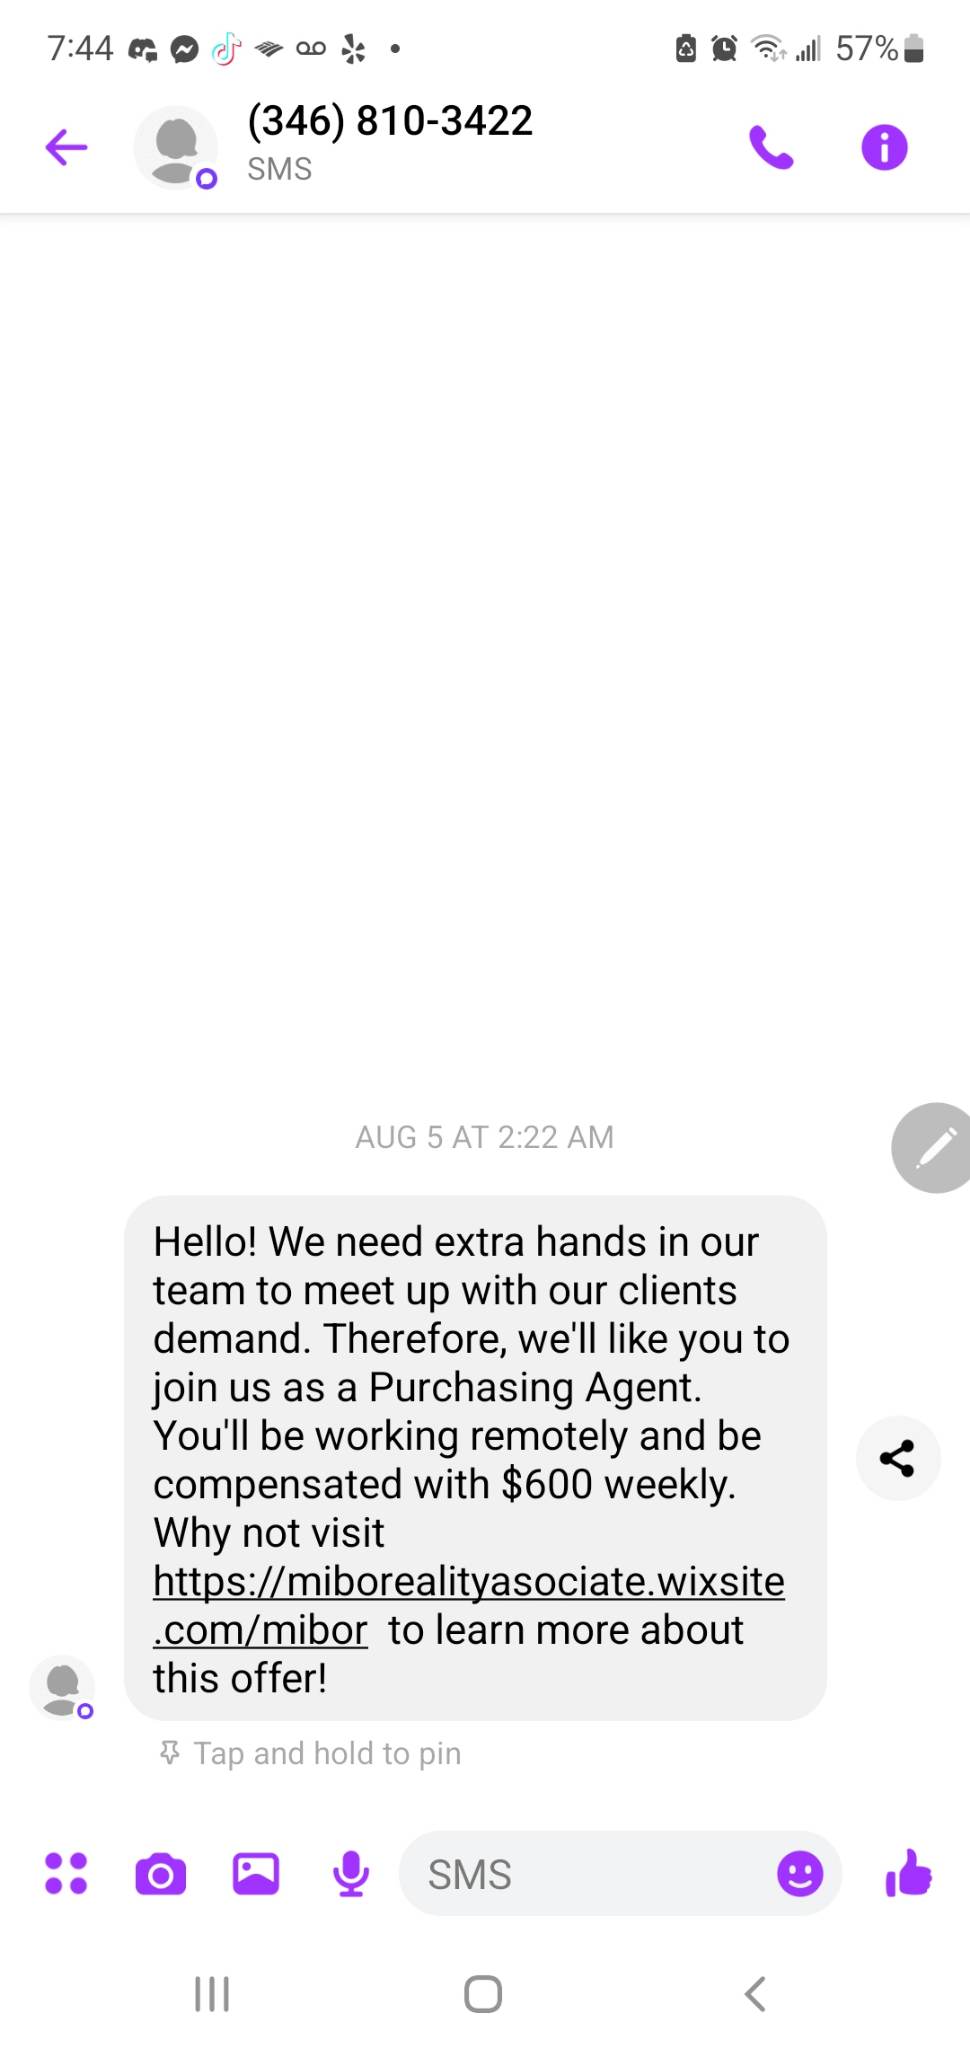 7:44
57%
(346) 810-3422
SMS
AUG 5 AT 2:22 AM
Hello! We need extra hands in our
team to meet up with our clients
demand. Therefore, we'll like you to
join us as a Purchasing Agent.
You'll be working remotely and be
compensated with $600 weekly.
Why not visit
https://miborealityasociate.wixsite
.com/mibor to learn more about
this offer!
Tap and hold to pin
SMS